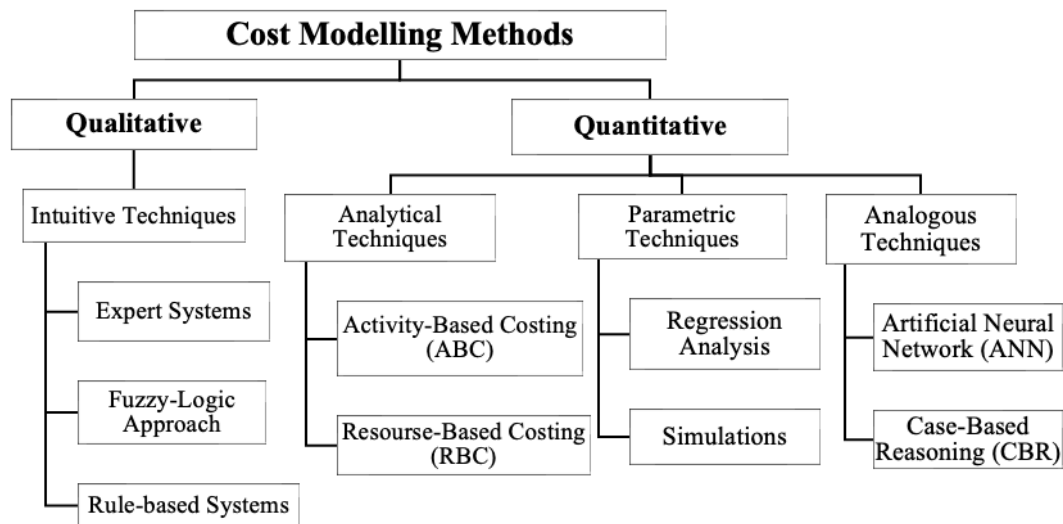 Cost Modelling Methods
Qualitative
Quantitative
Intuitive Techniques
Analytical
Techniques
Parametric
Techniques
Analogous
Techniques
Expert Systems
Fuzzy-Logic
Approach
Rule-based Systems
Activity-Based Costing
(ABC)
Resourse-Based Costing
(RBC)
Regression
Analysis
Simulations
Artificial Neural
Network (ANN)
Case-Based
Reasoning (CBR)